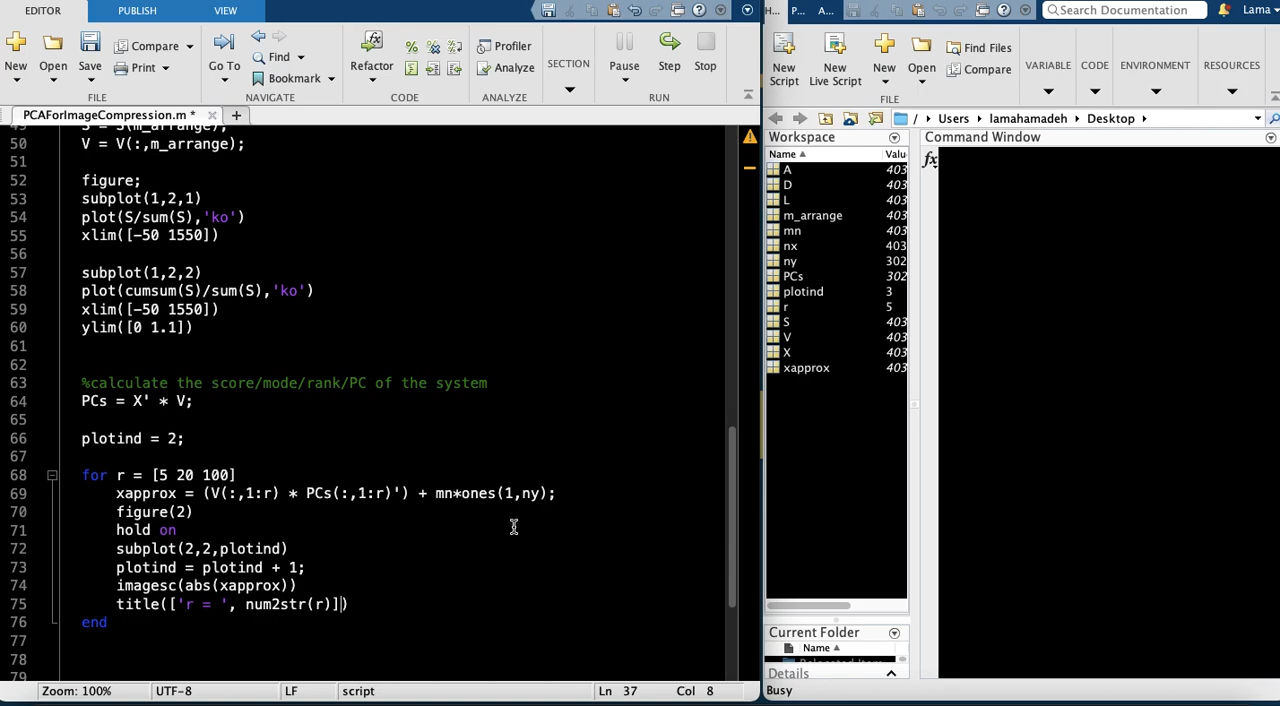 EDITOR PUBLISH VIEW
H... P... A...
Search Documentation
Lama
New
Open
Save
Compare
Print
FILE
Go To
Find
Bookmark
NAVIGATE
Refactor
CODE
Profiler
Analyze
ANALYZE
SECTION
Pause
Step
Stop
RUN
New Script
New Live Script
New
Open
Find Files
Compare
FILE
VARIABLE
CODE
ENVIRONMENT
RESOURCES
PCAForImageCompression.m *
/ Users lamahamadeh Desktop
49 S = S(m_arrange);
50 V = V(:,m_arrange);
51
52 figure;
53 subplot(1,2,1)
54 plot(S/sum(S),'ko')
55 xlim([-50 1550])
56
57 subplot(1,2,2)
58 plot(cumsum(S)/sum(S),'ko')
59 xlim([-50 1550])
60 ylim([0 1.1])
61
62
63 %calculate the score/mode/rank/PC of the system
64 PCs = X' * V;
65
66 plotind = 2;
67
68 for r = [5 20 100]
69 xapprox = (V(:,1:r) * PCs(:,1:r)') + mn*ones(1,ny);
70 figure(2)
71 hold on
72 subplot(2,2,plotind)
73 plotind = plotind + 1;
74 imagesc(abs(xapprox))
75 title(['r = ', num2str(r)])
76 end
77
78
79
Zoom: 100% UTF-8 LF script Ln 37 Col 8
Workspace
Name Valu
A 403
D 403
L 403
m_arrange 403
mn 403
nx 403
ny 302
PCs 302
plotind 3
r 5
S 403
V 403
X 403
xapprox 403
Current Folder
Name
Details
Busy
Command Window
fx